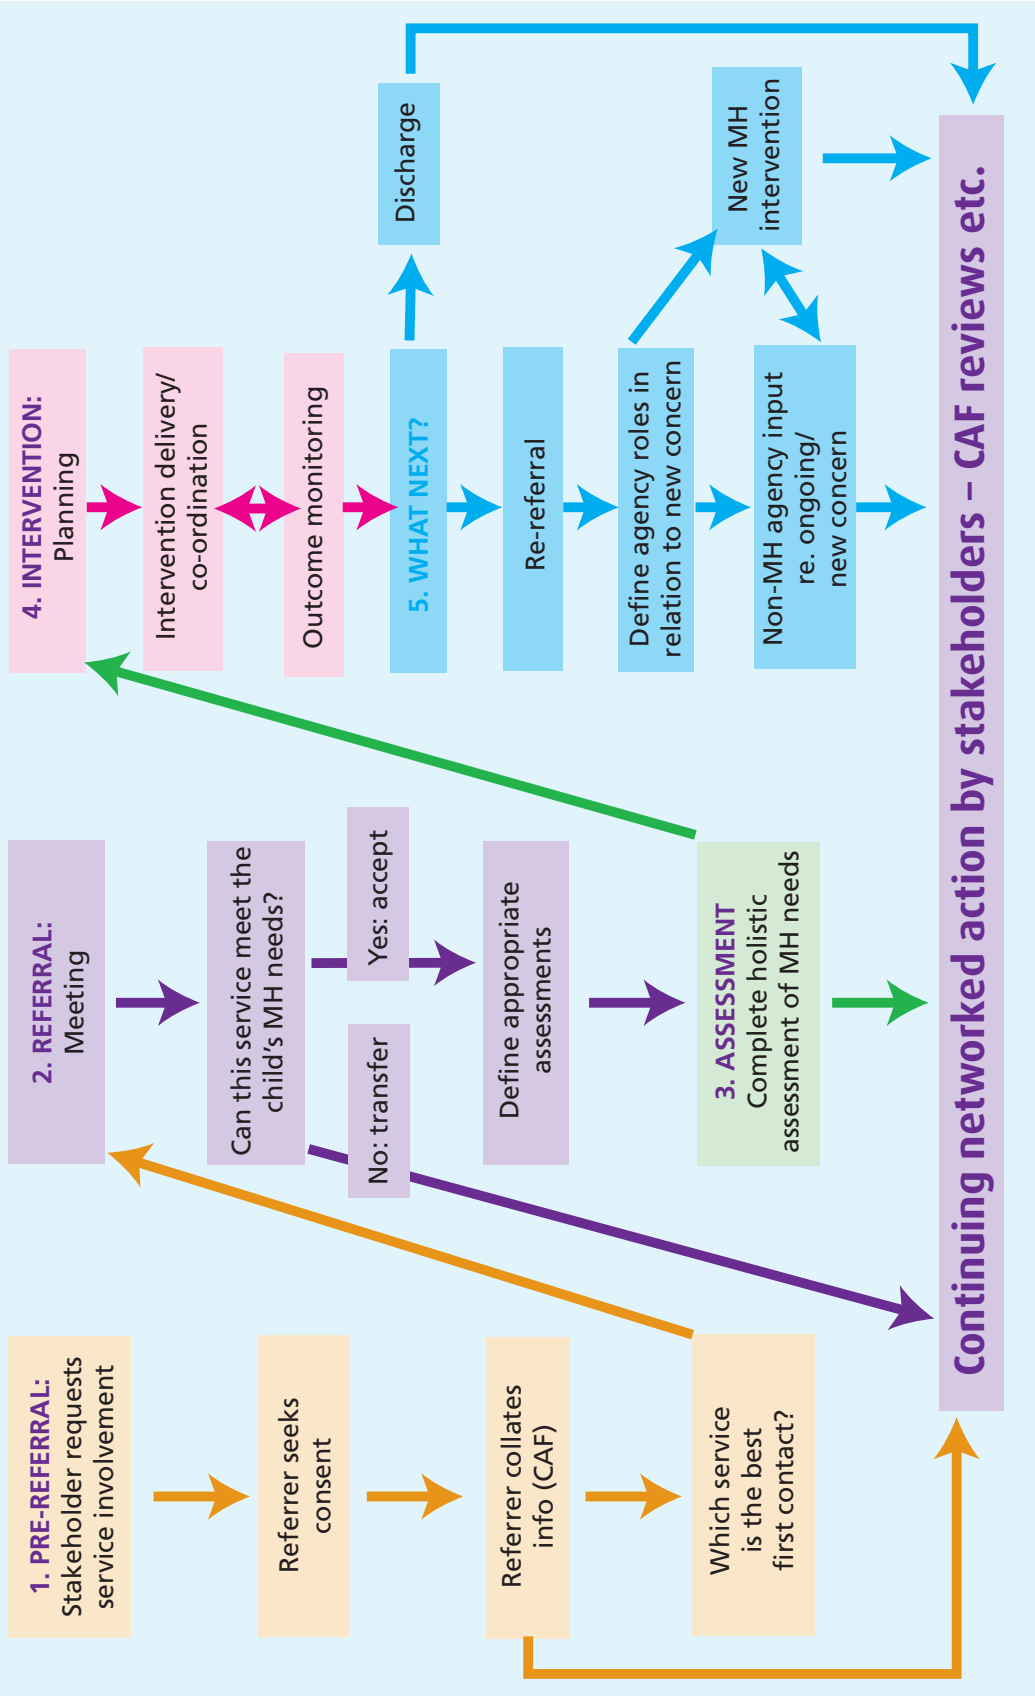 1. PRE-REFERRAL:
Stakeholder requests
service involvement
Referrer seeks
consent
Referrer collates
info (CAF)
Which service
is the best
first contact?
2. REFERRAL:
Meeting
Can this service meet the
child’s MH needs?
No: transfer
Yes: accept
Define appropriate
assessments
3. ASSESSMENT
Complete holistic
assessment of MH needs
4. INTERVENTION:
Planning
Intervention delivery/
co-ordination
Outcome monitoring
5. WHAT NEXT?
Discharge
Re-referral
Define agency roles in
relation to new concern
New MH
intervention
Non-MH agency input
re. ongoing/
new concern
Continuing networked action by stakeholders – CAF reviews etc.